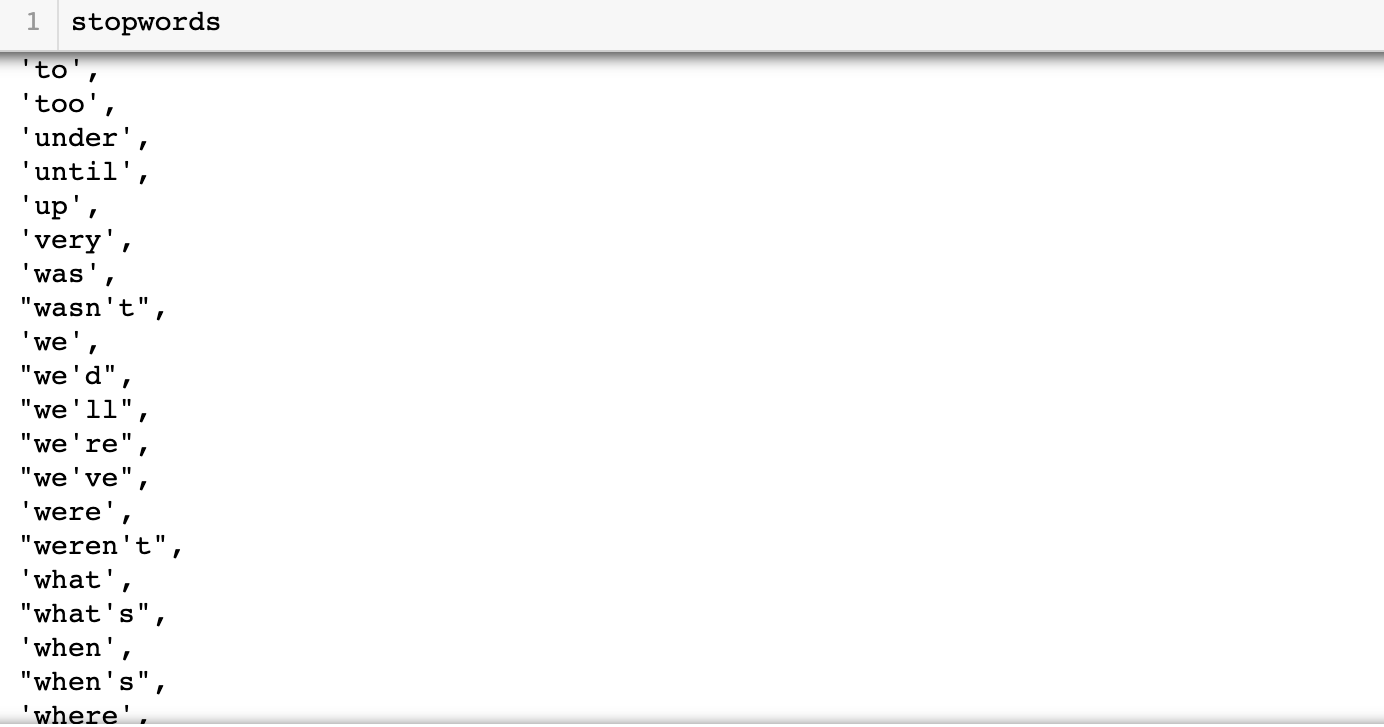 1 stopwords
'to',
'too',
'under',
'until',
'up',
'very',
'was',
"wasn't",
'we',
"we'd",
"we'll",
"we're",
"we've",
'were',
"weren't",
'what',
"what's",
'when',
"when's",
'where',